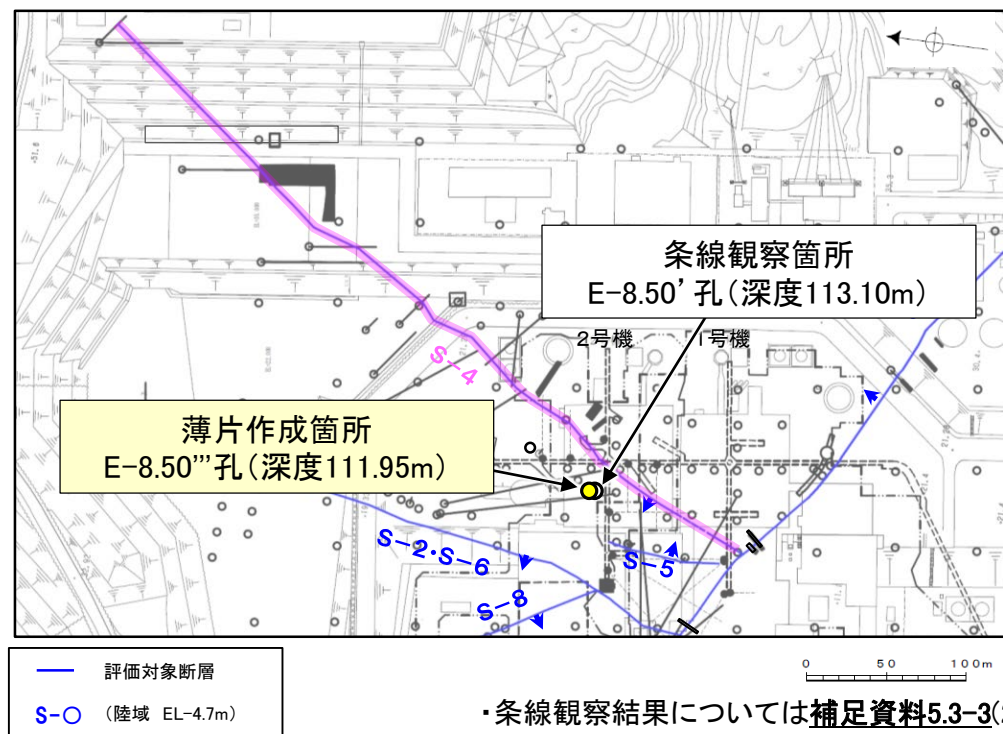 条線観察箇所
E-8.50’孔(深度113.10m)
2号機
1号機
S-4
薄片作成箇所
E-8.50’’’孔(深度111.95m)
S-2・S-6
S-5
S-8
評価対象断層
S-○ (陸域 EL-4.7m)
0 50 100m
・条線観察結果については補足資料5.3-3(